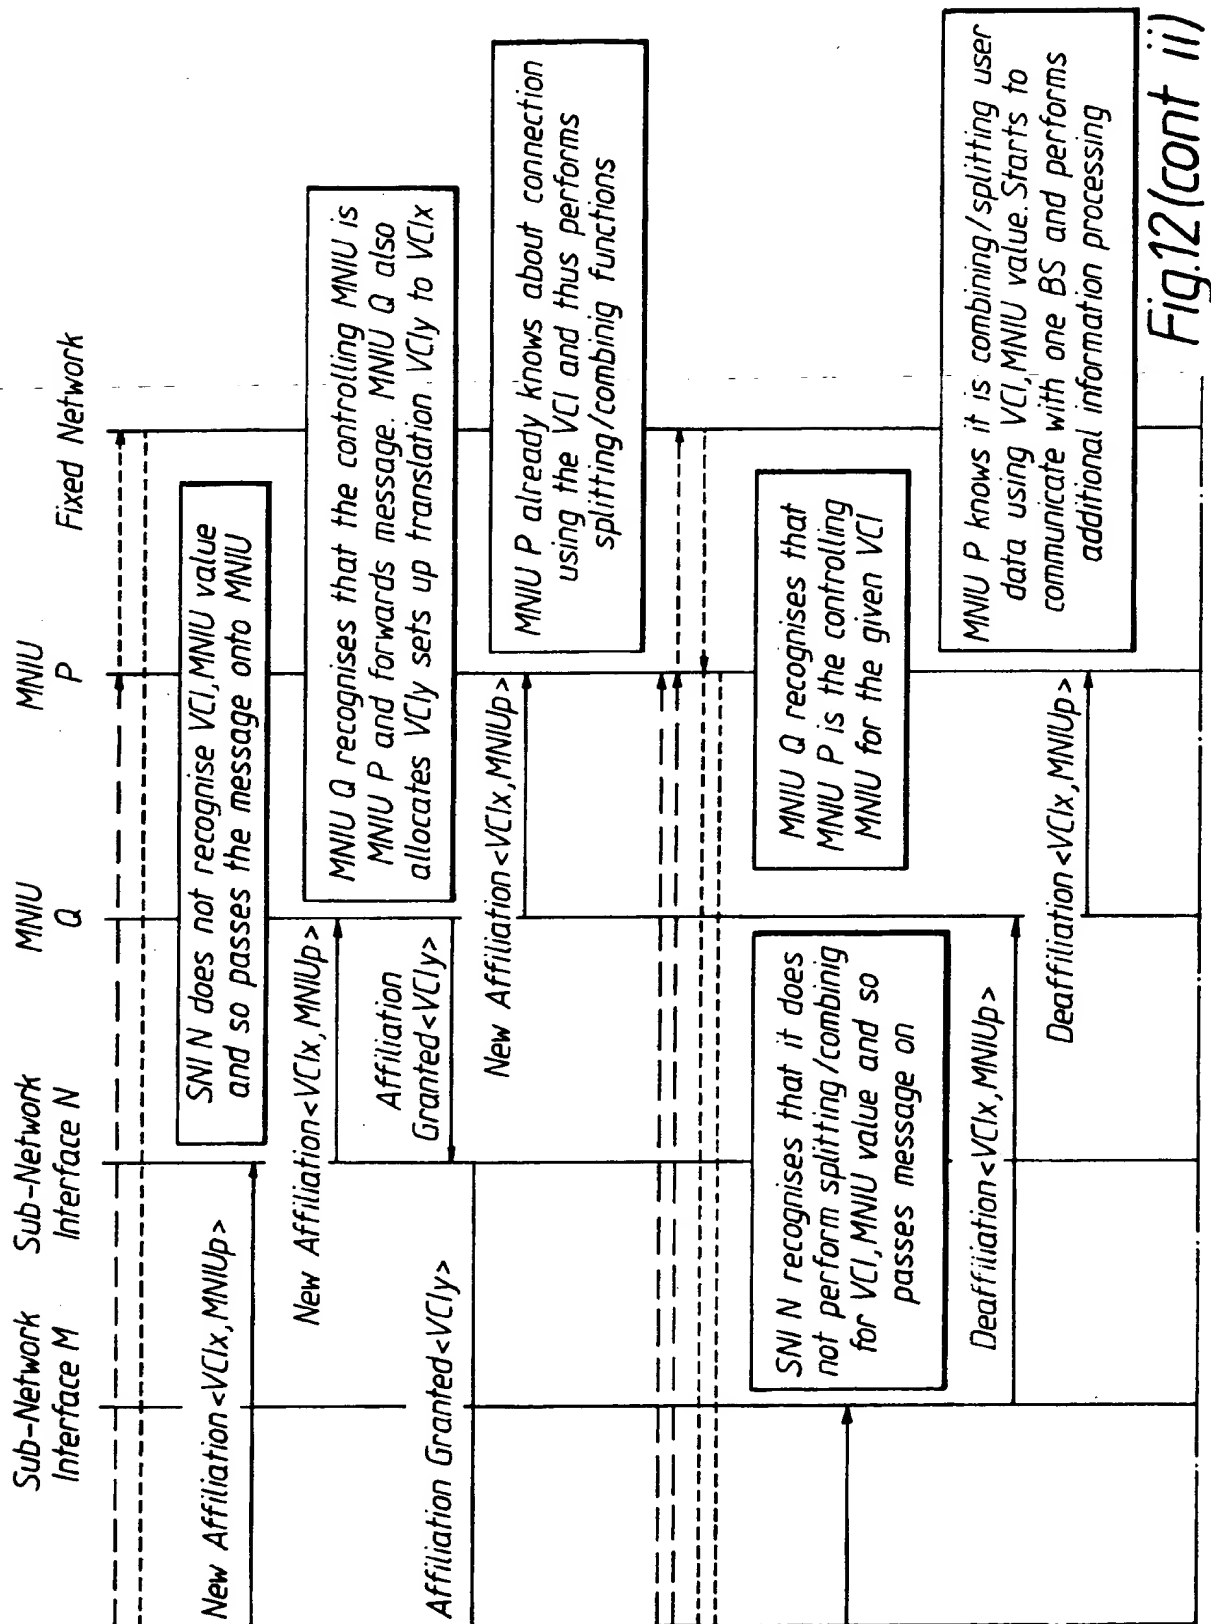 Sub-Network
Interface M
Sub-Network
Interface N
MNIU
Q
MNIU
P
Fixed Network
SNI N does not recognise VCI,MNIU value
and so passes the message onto MNIU
New Affiliation<VCIx,MNIUp>
New Affiliation<VCIx,MNIUp>
MNIU Q recognises that the controlling MNIU is
MNIU P and forwards message. MNIU Q also
allocates VCIy sets up translation VCIy to VCIx
Affiliation
Granted<VCIy>
Affiliation Granted<VCIy>
New Affiliation<VCIx,MNIUp>
MNIU P already knows about connection
using the VCI and thus performs
splitting/combinig functions
SNI N recognises that it does
not perform splitting/combining
for VCI,MNIU value and so
passes message on
MNIU Q recognises that
MNIU P is the controlling
MNIU for the given VCI
Deaffiliation<VCIx,MNIUp>
Deaffiliation<VCIx,MNIUp>
MNIU P knows it is combining/splitting user
data using VCI,MNIU value.Starts to
communicate with one BS and performs
additional information processing
Fig.12(cont ii)